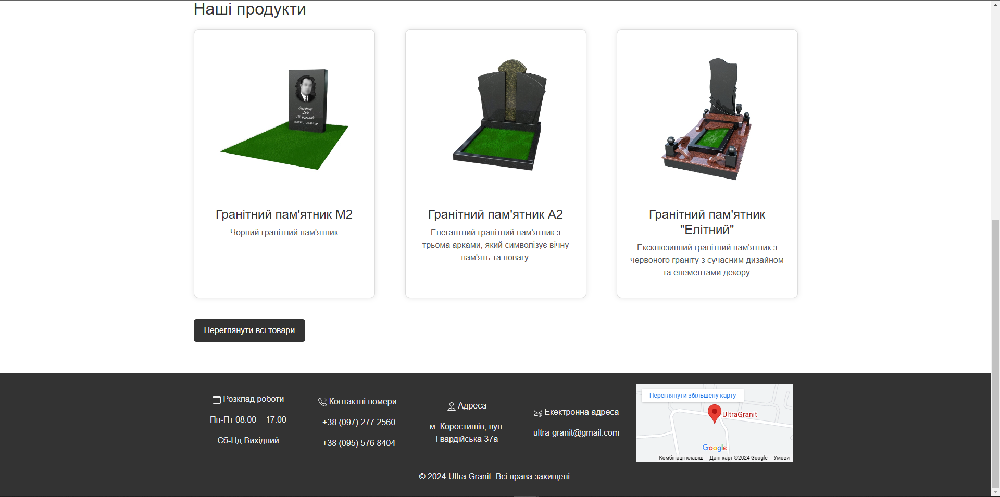 Наші продукти
Прізвище
Ім'я
По-батькові
Гранітний пам'ятник М2
Чорний гранітний пам'ятник
Гранітний пам'ятник А2
Елегантний гранітний пам'ятник з
трьома арками, який символізує вічну
пам'ять та повагу.
Гранітний пам'ятник
"Елітний"
Ексклюзивний гранітний пам'ятник з
червоного граніту з сучасним дизайном
та елементами декору.
Переглянути всі товари
Розклад роботи
Пн-Пт 08:00 – 17:00
Сб-Нд Вихідний
Контактні номери
+38 (097) 277 2560
+38 (095) 576 8404
Адреса
м. Коростишів, вул.
Гвардійська 37а
Екектронна адреса
ultra-granit@gmail.com
Переглянути збільшену карту
UltraGranit
Google
Комбінації клавіш Дані карт ©2024 Google Умови
© 2024 Ultra Granit. Всі права захищені.